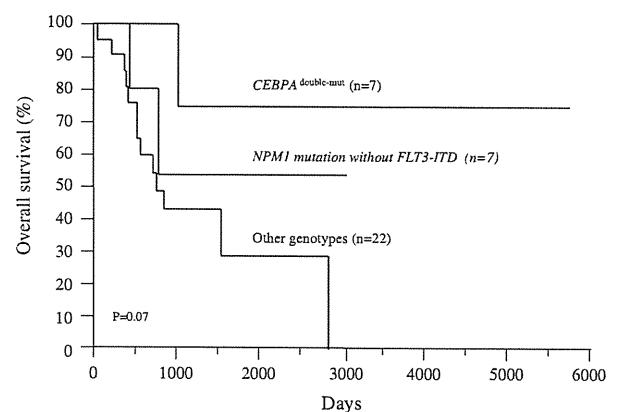 100
90
80
70
60
50
40
30
20
10
0
Overall survival (%)
CEBPA double-mut (n=7)
NPM1 mutation without FLT3-ITD (n=7)
Other genotypes (n=22)
P=0.07
0 1000 2000 3000 4000 5000 6000
Days